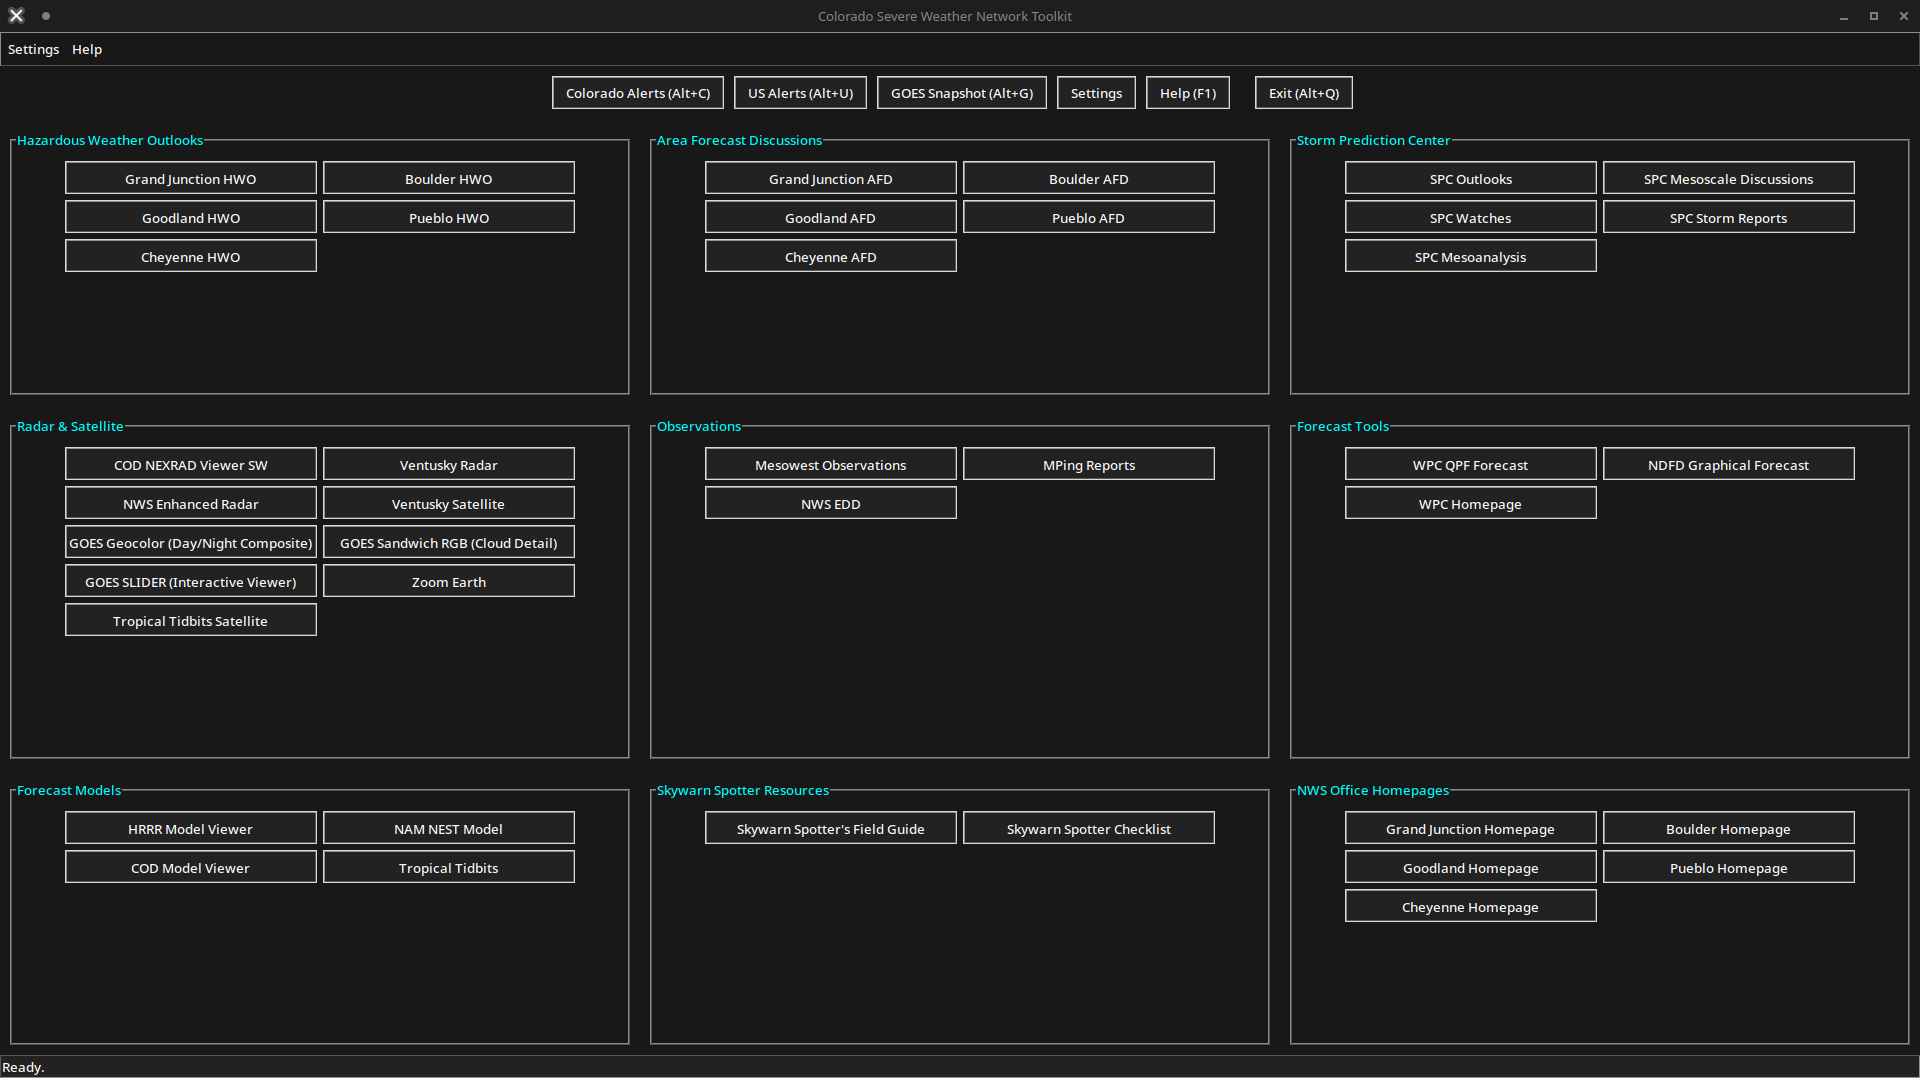 Colorado Severe Weather Network Toolkit
Settings Help
Colorado Alerts (Alt+C) US Alerts (Alt+U) GOES Snapshot (Alt+G) Settings Help (F1) Exit (Alt+Q)
Hazardous Weather Outlooks
Grand Junction HWO Boulder HWO
Goodland HWO Pueblo HWO
Cheyenne HWO
Area Forecast Discussions
Grand Junction AFD Boulder AFD
Goodland AFD Pueblo AFD
Cheyenne AFD
Storm Prediction Center
SPC Outlooks SPC Mesoscale Discussions
SPC Watches SPC Storm Reports
SPC Mesoanalysis
Radar & Satellite
COD NEXRAD Viewer SW Ventusky Radar
NWS Enhanced Radar Ventusky Satellite
GOES Geocolor (Day/Night Composite) GOES Sandwich RGB (Cloud Detail)
GOES SLIDER (Interactive Viewer) Zoom Earth
Tropical Tidbits Satellite
Observations
Mesowest Observations MPing Reports
NWS EDD
Forecast Tools
WPC QPF Forecast NDFD Graphical Forecast
WPC Homepage
Forecast Models
HRRR Model Viewer NAM NEST Model
COD Model Viewer Tropical Tidbits
Skywarn Spotter Resources
Skywarn Spotter's Field Guide Skywarn Spotter Checklist
NWS Office Homepages
Grand Junction Homepage Boulder Homepage
Goodland Homepage Pueblo Homepage
Cheyenne Homepage
Ready.